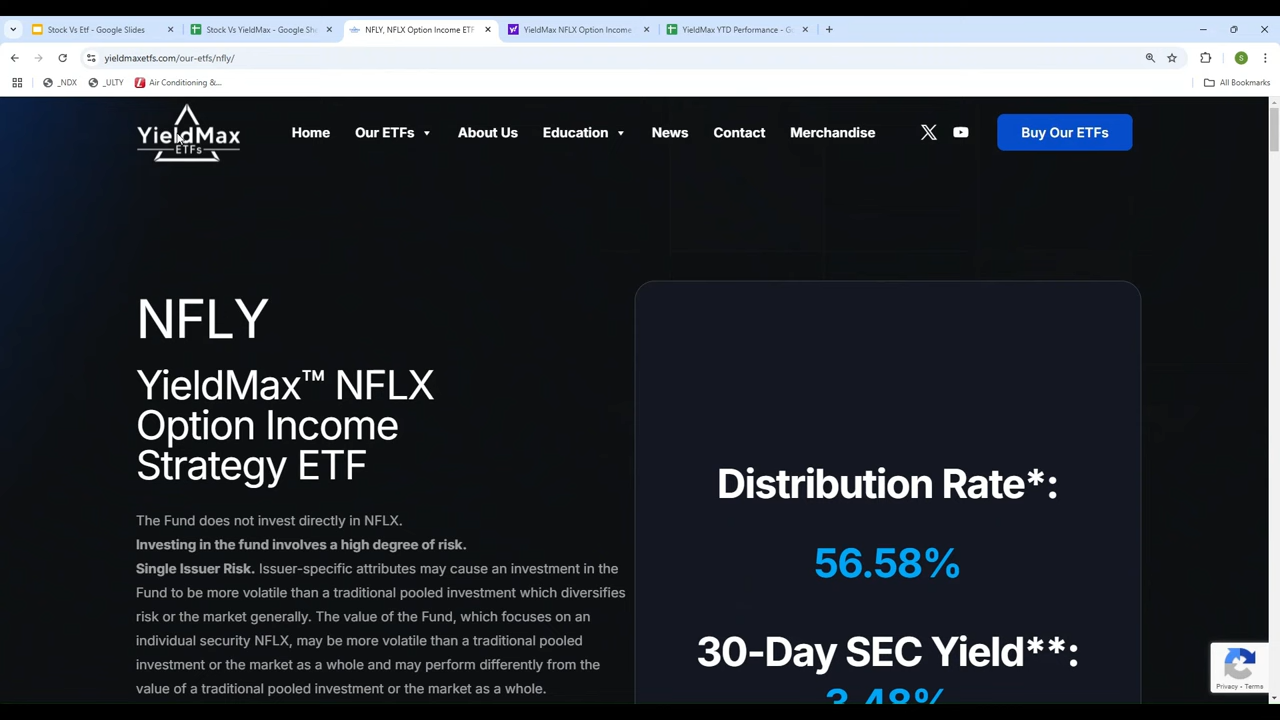 Stock Vs Etf - Google Slides
Stock Vs YieldMax - Google She
NFLY, NFLX Option Income ETF
YieldMax NFLX Option Income
YieldMax YTD Performance - G
yieldmaxetfs.com/our-etfs/nfly/
S
_NDX
_ULTY
Air Conditioning &...
All Bookmarks
YieldMax
ETFs
Home
Our ETFs
About Us
Education
News
Contact
Merchandise
Buy Our ETFs
NFLY
YieldMax™ NFLX
Option Income
Strategy ETF
The Fund does not invest directly in NFLX.
Investing in the fund involves a high degree of risk.
Single Issuer Risk. Issuer-specific attributes may cause an investment in the
Fund to be more volatile than a traditional pooled investment which diversifies
risk or the market generally. The value of the Fund, which focuses on an
individual security NFLX, may be more volatile than a traditional pooled
investment or the market as a whole and may perform differently from the
value of a traditional pooled investment or the market as a whole.
Distribution Rate*:
56.58%
30-Day SEC Yield**:
3.48%
Privacy - Terms